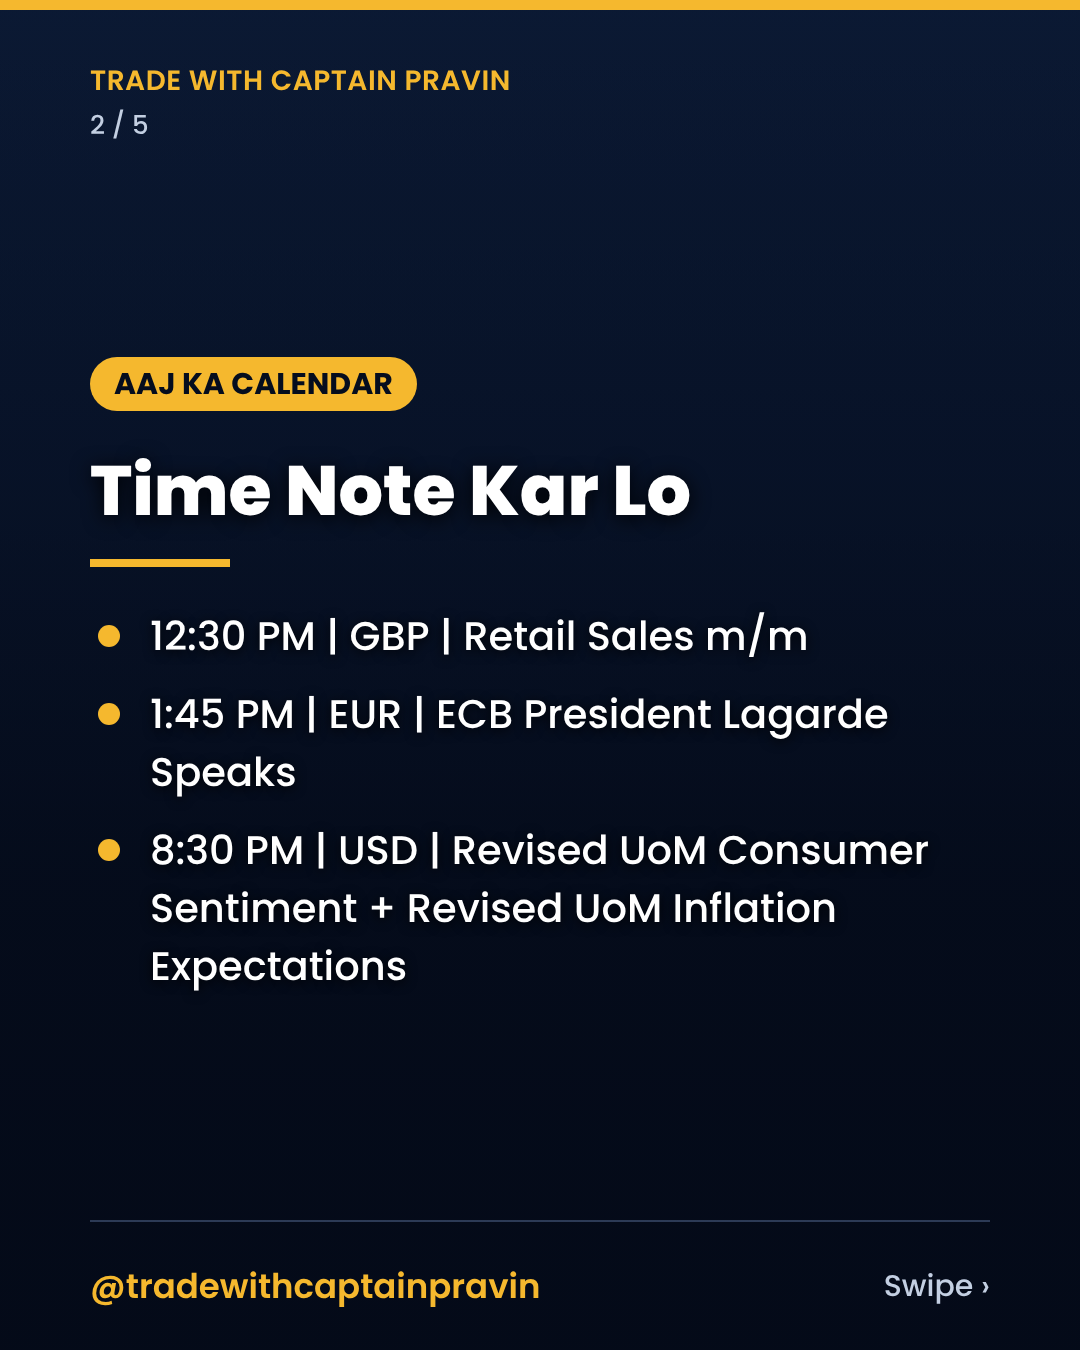 TRADE WITH CAPTAIN PRAVIN
2 / 5
AAJ KA CALENDAR
Time Note Kar Lo
12:30 PM | GBP | Retail Sales m/m
1:45 PM | EUR | ECB President Lagarde
Speaks
8:30 PM | USD | Revised UoM Consumer
Sentiment + Revised UoM Inflation
Expectations
@tradewithcaptainpravin
Swipe ›